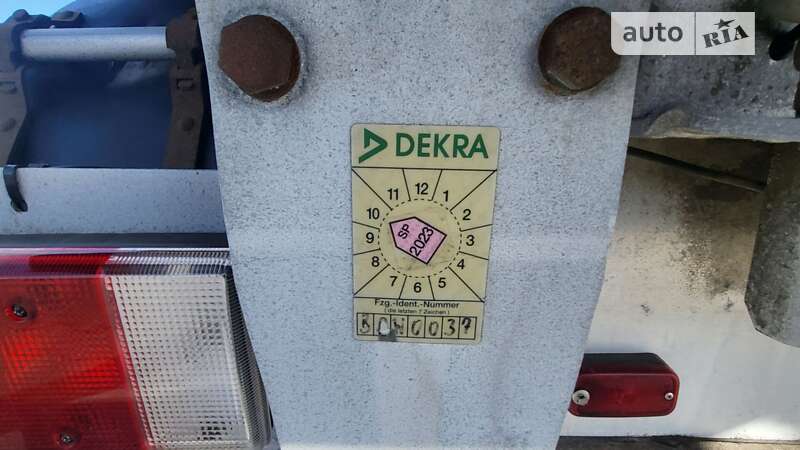 auto RIA
DEKRA
11 12 1
10 2
9 3
8 4
7 6 5
SP
2023
Fzg.-Ident.-Nummer
( die letzten 7 Zeichen )